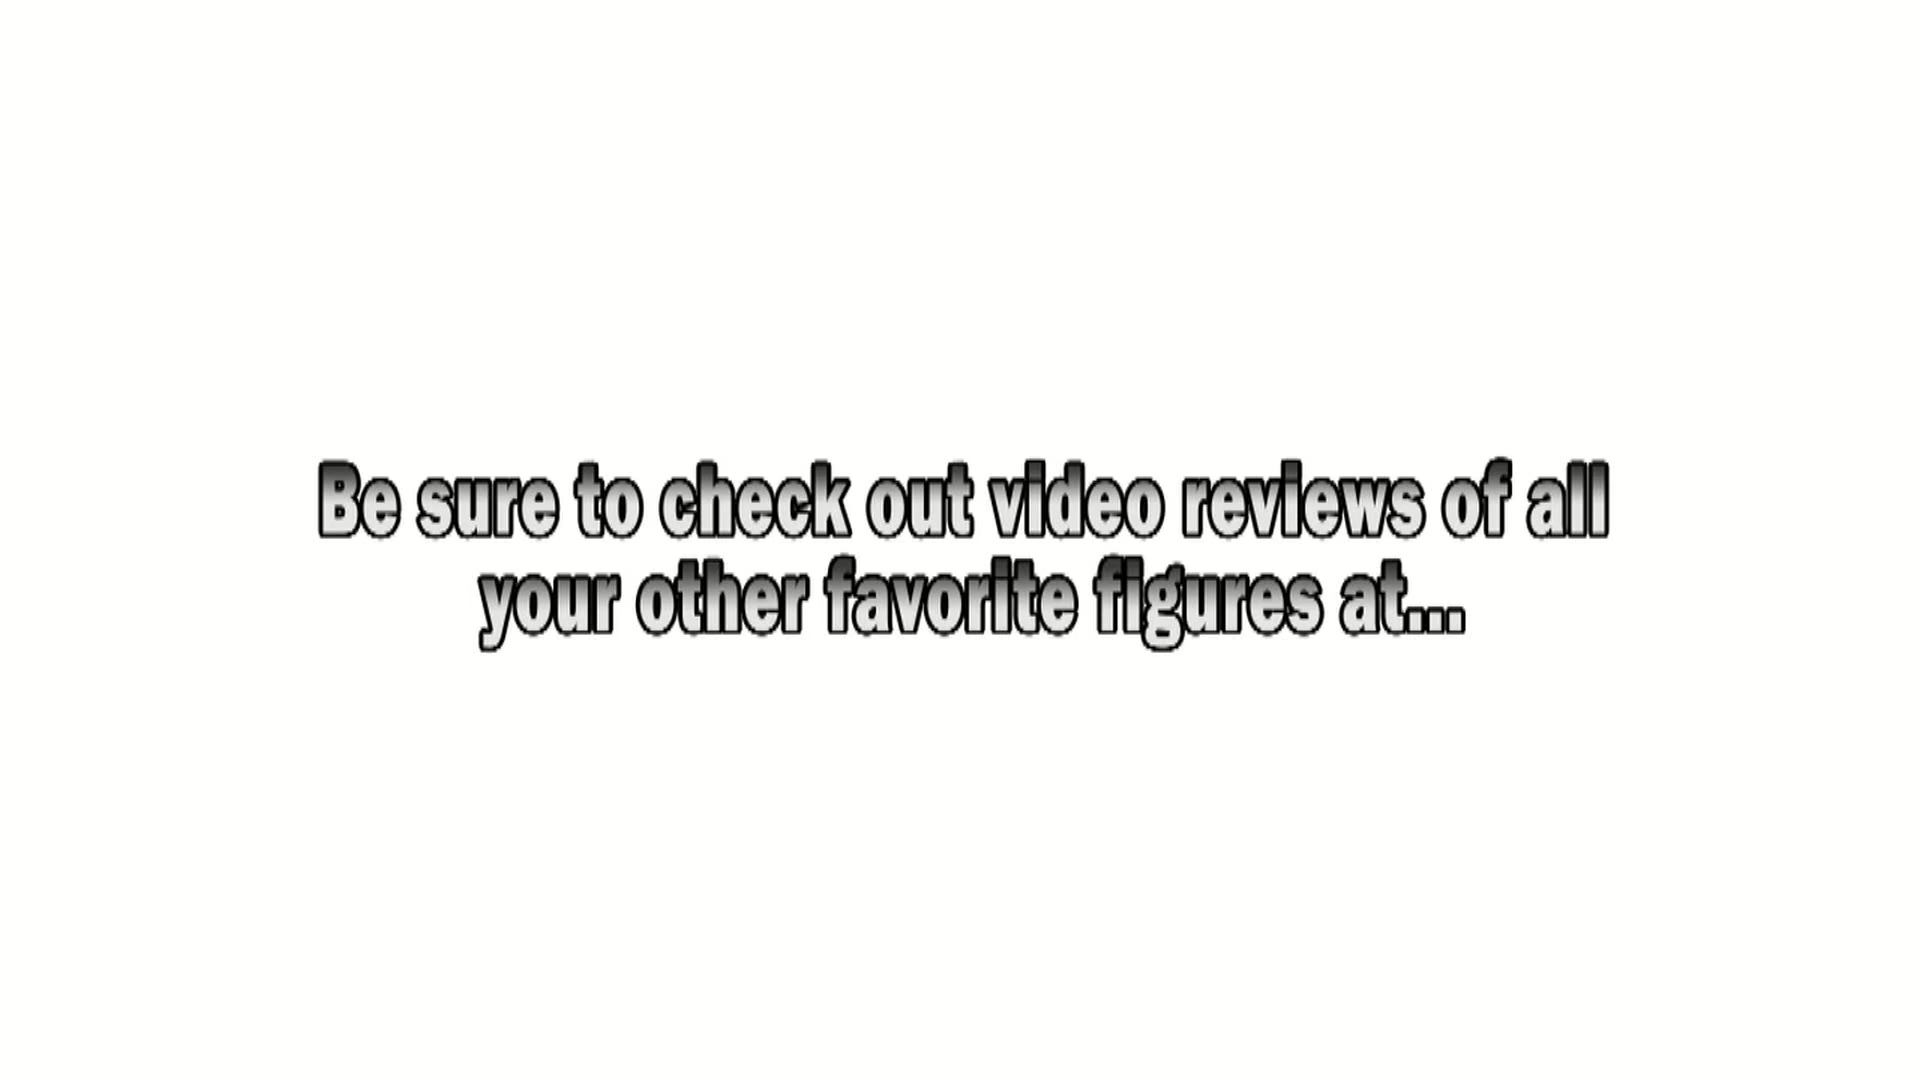 Be sure to check out video reviews of all
your other favorite figures at...